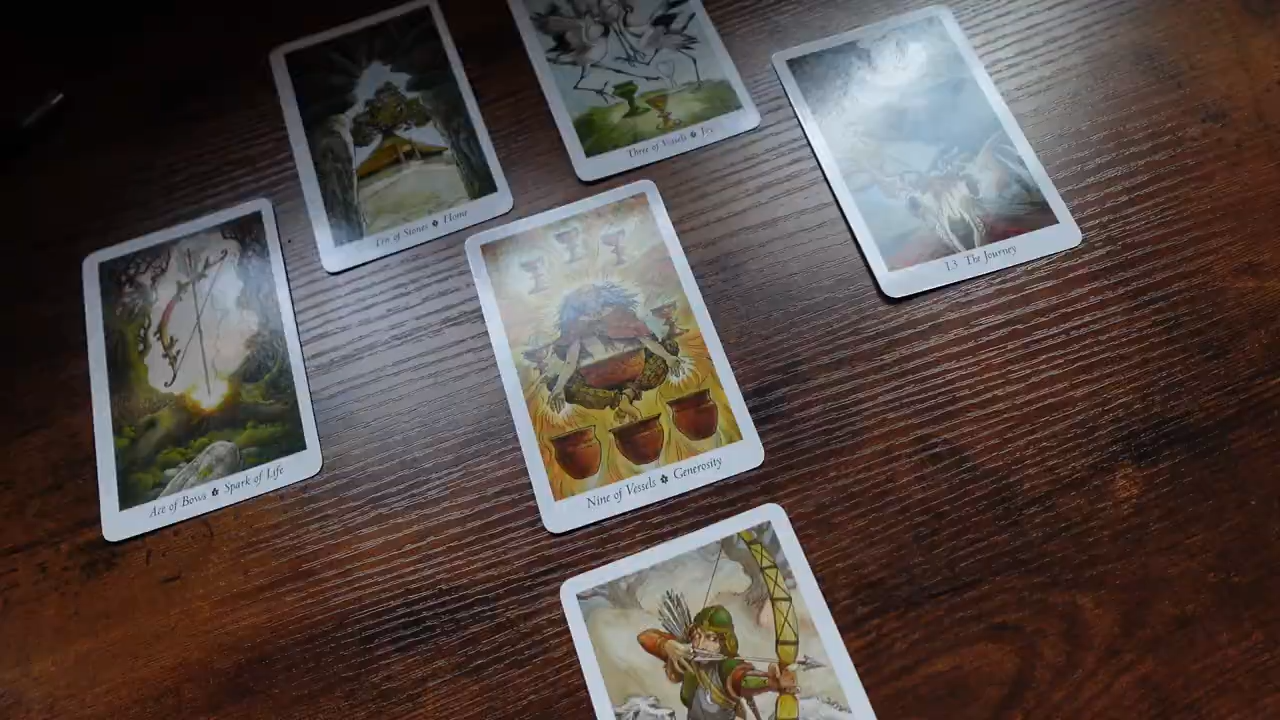 Three of Vessels Joy
Ten of Stones Home
13 The Journey
Nine of Vessels Generosity
Ace of Bows Spark of Life